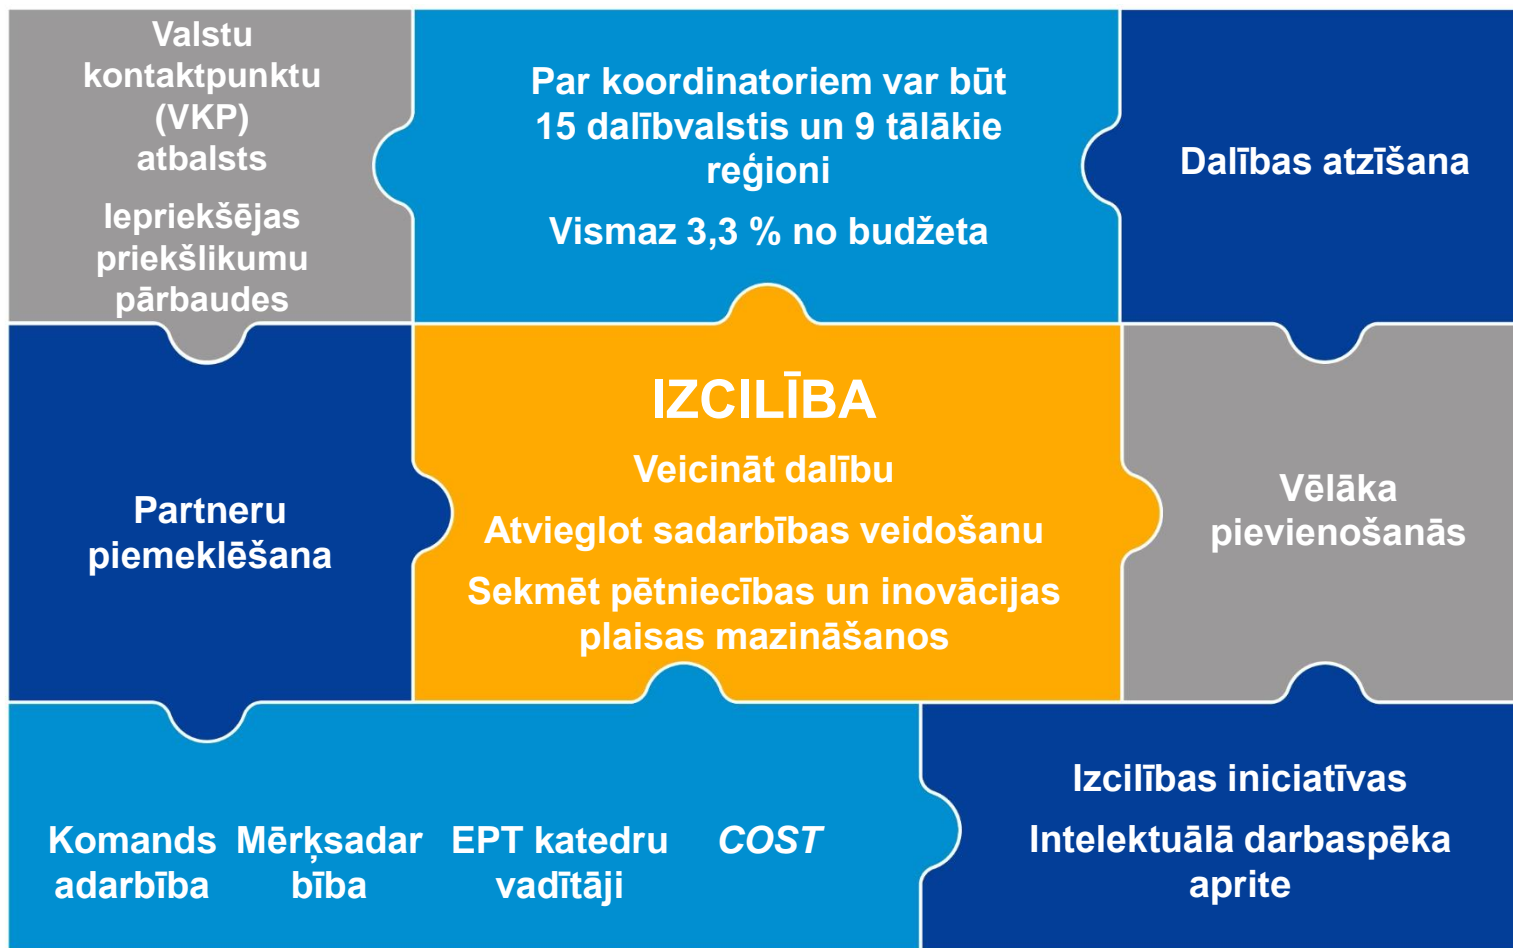 Valstu
kontaktpunktu
(VKP)
atbalsts
Iepriekšējas
priekšlikumu
pārbaudes
Par koordinatoriem var būt
15 dalībvalstis un 9 tālākie
reģioni
Vismaz 3,3 % no budžeta
Dalības atzīšana
Partneru
piemeklēšana
IZCILĪBA
Veicināt dalību
Atvieglot sadarbības veidošanu
Sekmēt pētniecības un inovācijas
plaisas mazināšanos
Vēlāka
pievienošanās
Komands
adarbība
Mērķsadar
bība
EPT katedru
vadītāji
COST
Izcilības iniciatīvas
Intelektuālā darbaspēka
aprite